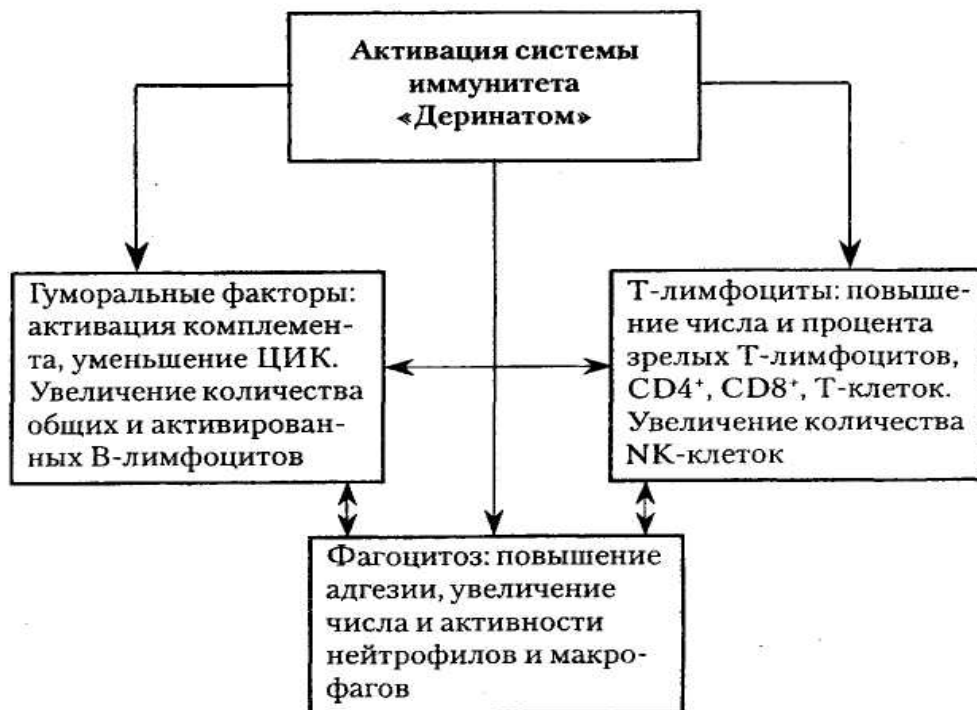 Активация системы
иммунитета
«Деринатом»
Гуморальные факторы:
активация комплемен-
та, уменьшение ЦИК.
Увеличение количества
общих и активирован-
ных В-лимфоцитов
Т-лимфоциты: повыше-
ние числа и процента
зрелых Т-лимфоцитов,
CD4⁺, CD8⁺, Т-клеток.
Увеличение количества
NK-клеток
Фагоцитоз: повышение
адгезии, увеличение
числа и активности
нейтрофилов и макро-
фагов